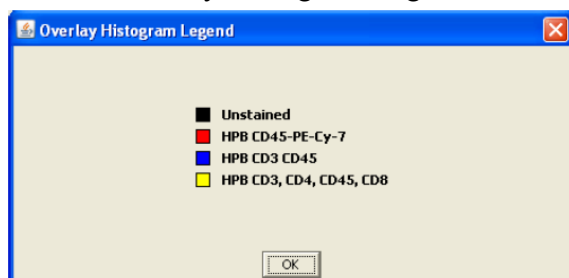 Overlay Histogram Legend
Unstained
HPB CD45-PE-Cy-7
HPB CD3 CD45
HPB CD3, CD4, CD45, CD8
OK